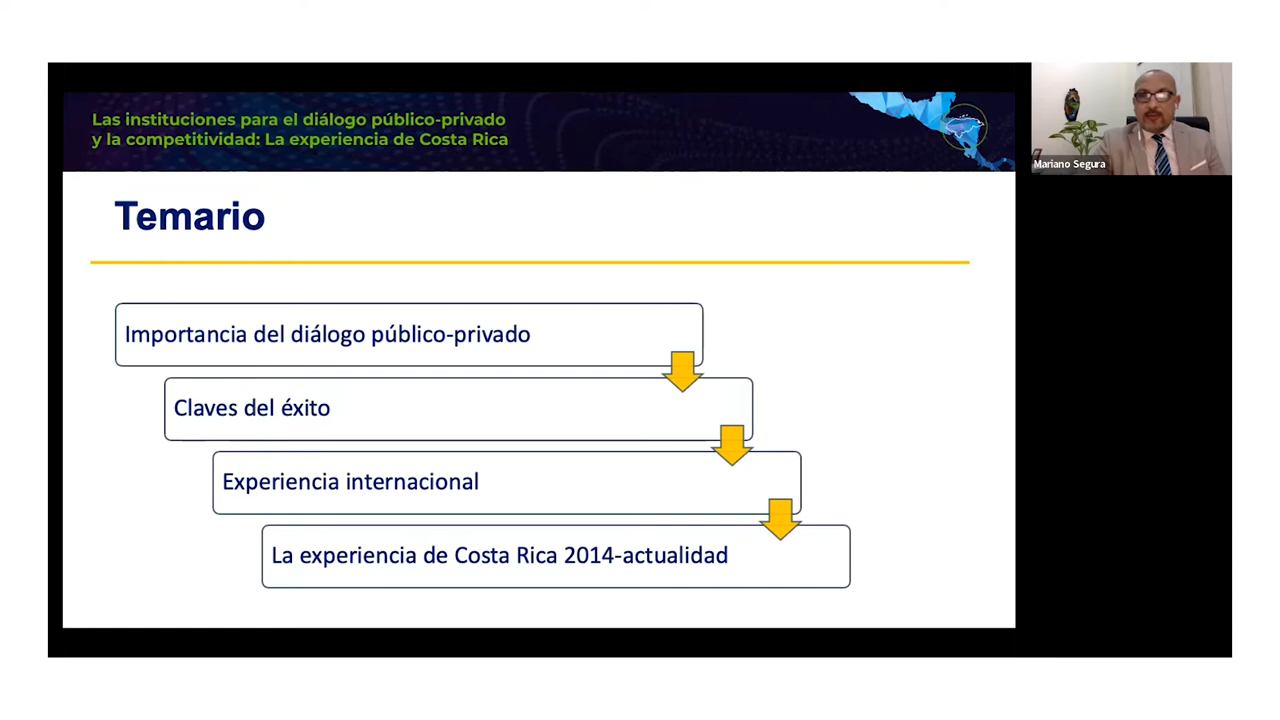 Las instituciones para el diálogo público-privado
y la competitividad: La experiencia de Costa Rica
Mariano Segura
Temario
Importancia del diálogo público-privado
Claves del éxito
Experiencia internacional
La experiencia de Costa Rica 2014-actualidad